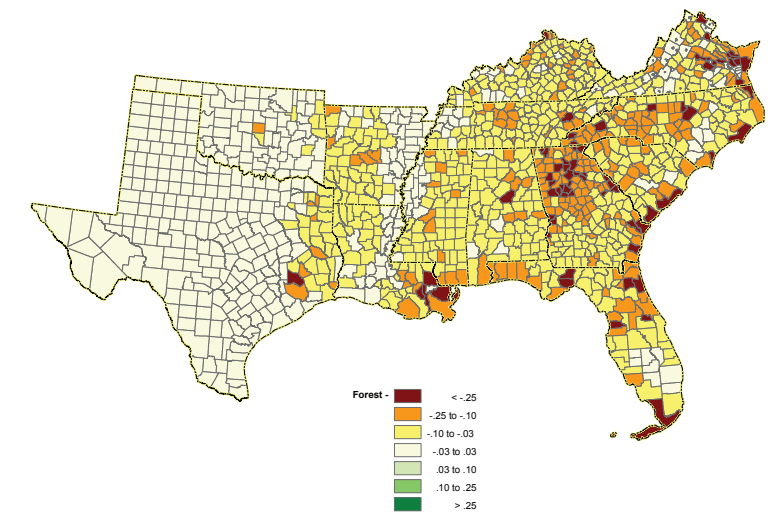 Forest - < -.25
-.25 to -.10
-.10 to -.03
-.03 to .03
.03 to .10
.10 to .25
> .25